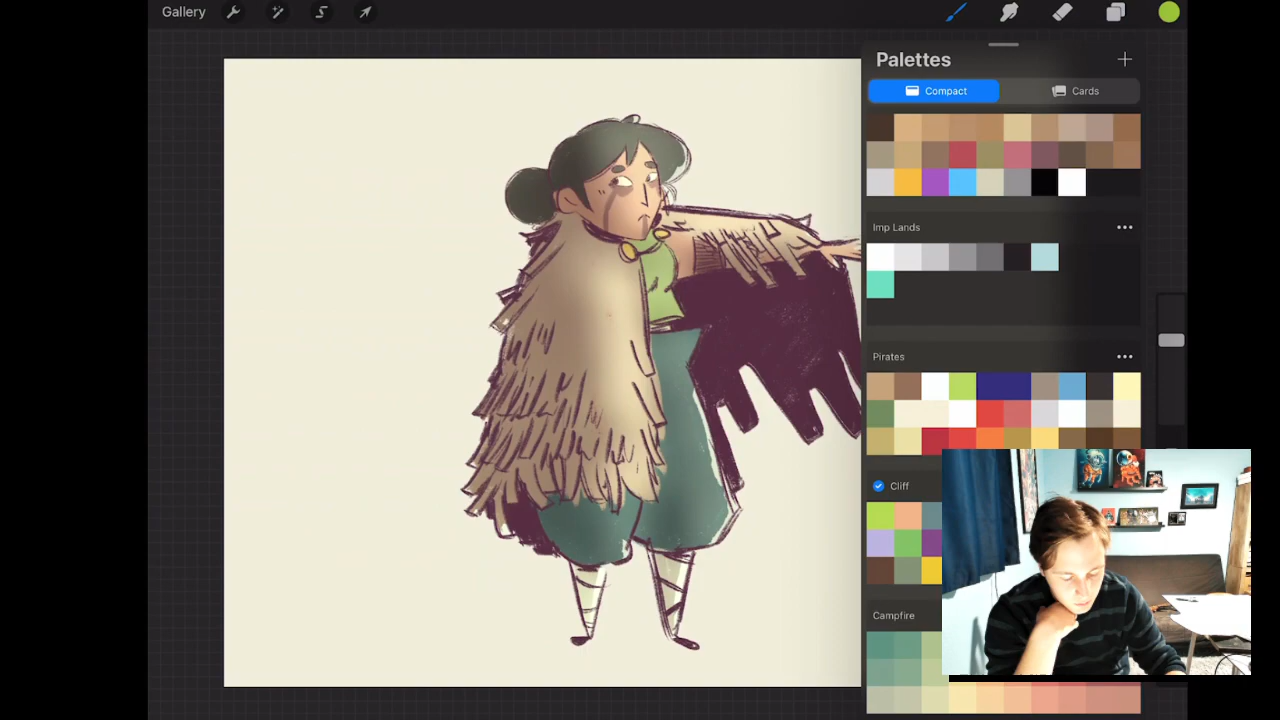 Gallery
Palettes
Compact
Cards
Imp Lands
Pirates
Cliff
Campfire